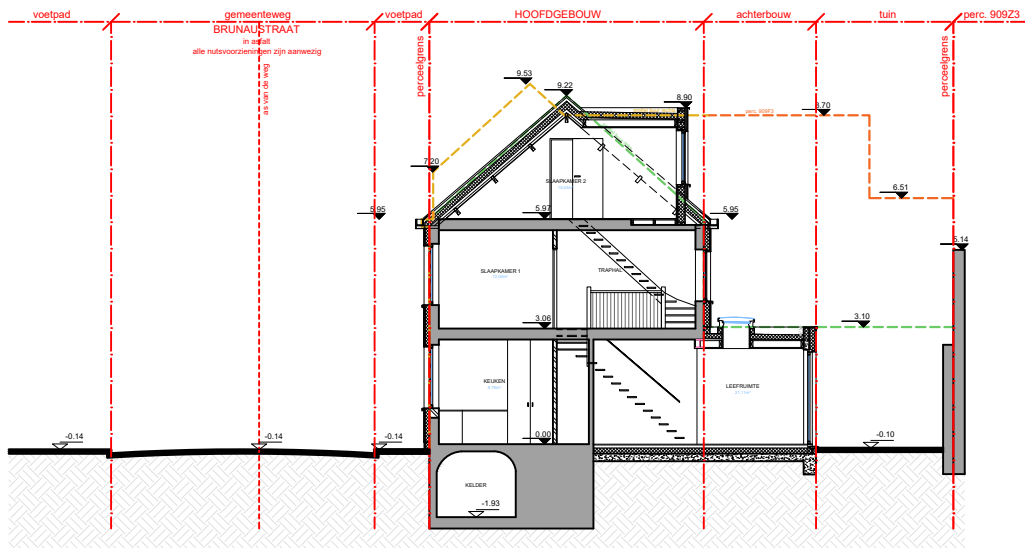 voetpad
gemeenteweg
voetpad
HOOFDGEBOUW
achterbouw
tuin
perc. 909Z3
BRUNAUSTRAAT
in asfalt
alle nutsvoorzieningen zijn aanwezig
as van de weg
perceelgrens
perceelgrens
9.53
9.22
8.90
perc. 909F3
8.70
7.20
SLAAPKAMER 2
6.51
5.95
5.97
5.95
5.14
SLAAPKAMER 1
TRAPHAL
3.06
3.10
KEUKEN
LEEFRUIMTE
-0.14
-0.14
-0.14
0.00
-0.10
KELDER
-1.93